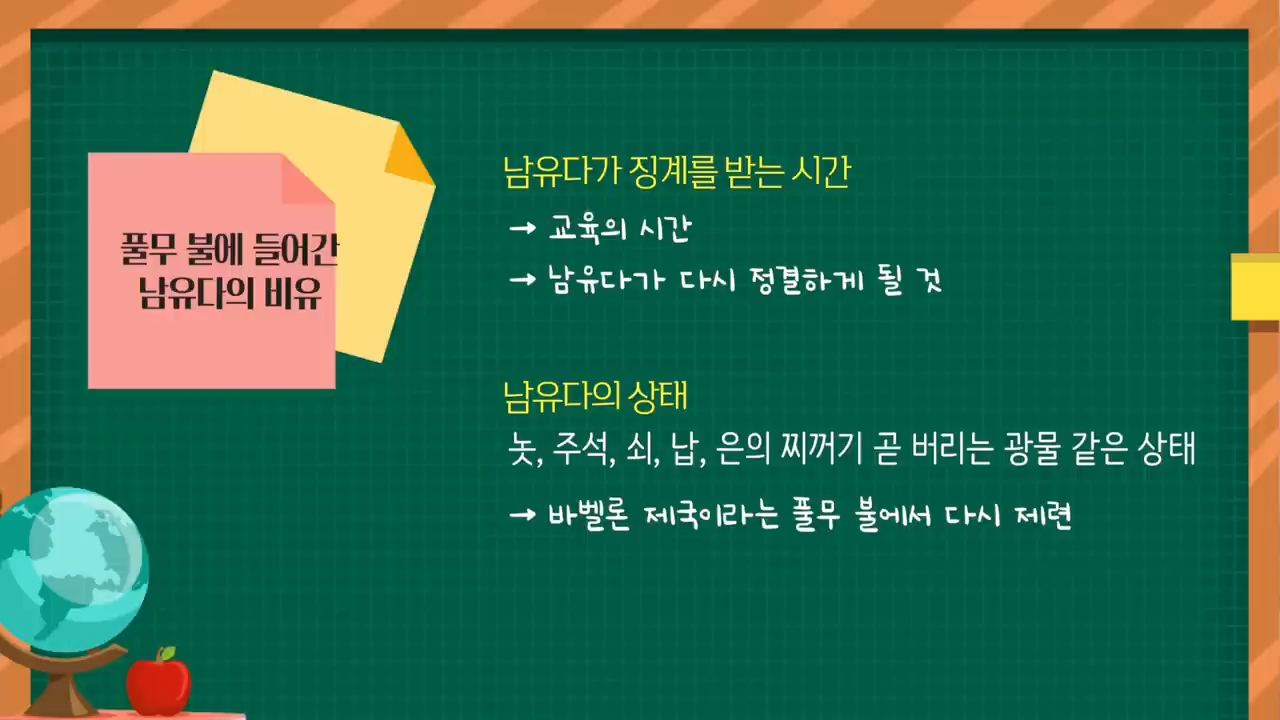 풀무 불에 들어간
남유다의 비유
남유다가 징계를 받는 시간
→ 교육의 시간
→ 남유다가 다시 정결하게 될 것
남유다의 상태
놋, 주석, 쇠, 납, 은의 찌꺼기 곧 버리는 광물 같은 상태
→ 바벨론 제국이라는 풀무 불에서 다시 제련